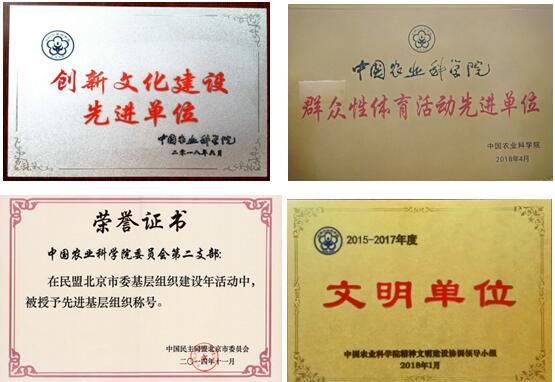 创新文化建设
先进单位
中国农业科学院
二〇一八年六月
中国农业科学院
群众性体育活动先进单位
中国农业科学院
2018年4月
荣誉证书
中国农业科学院委员会第二支部:
在民盟北京市委基层组织建设年活动中,
被授予先进基层组织称号。
中国民主同盟北京市委员会
二〇一四年十一月
2015-2017年度
文明单位
中国农业科学院精神文明建设协调领导小组
2018年1月